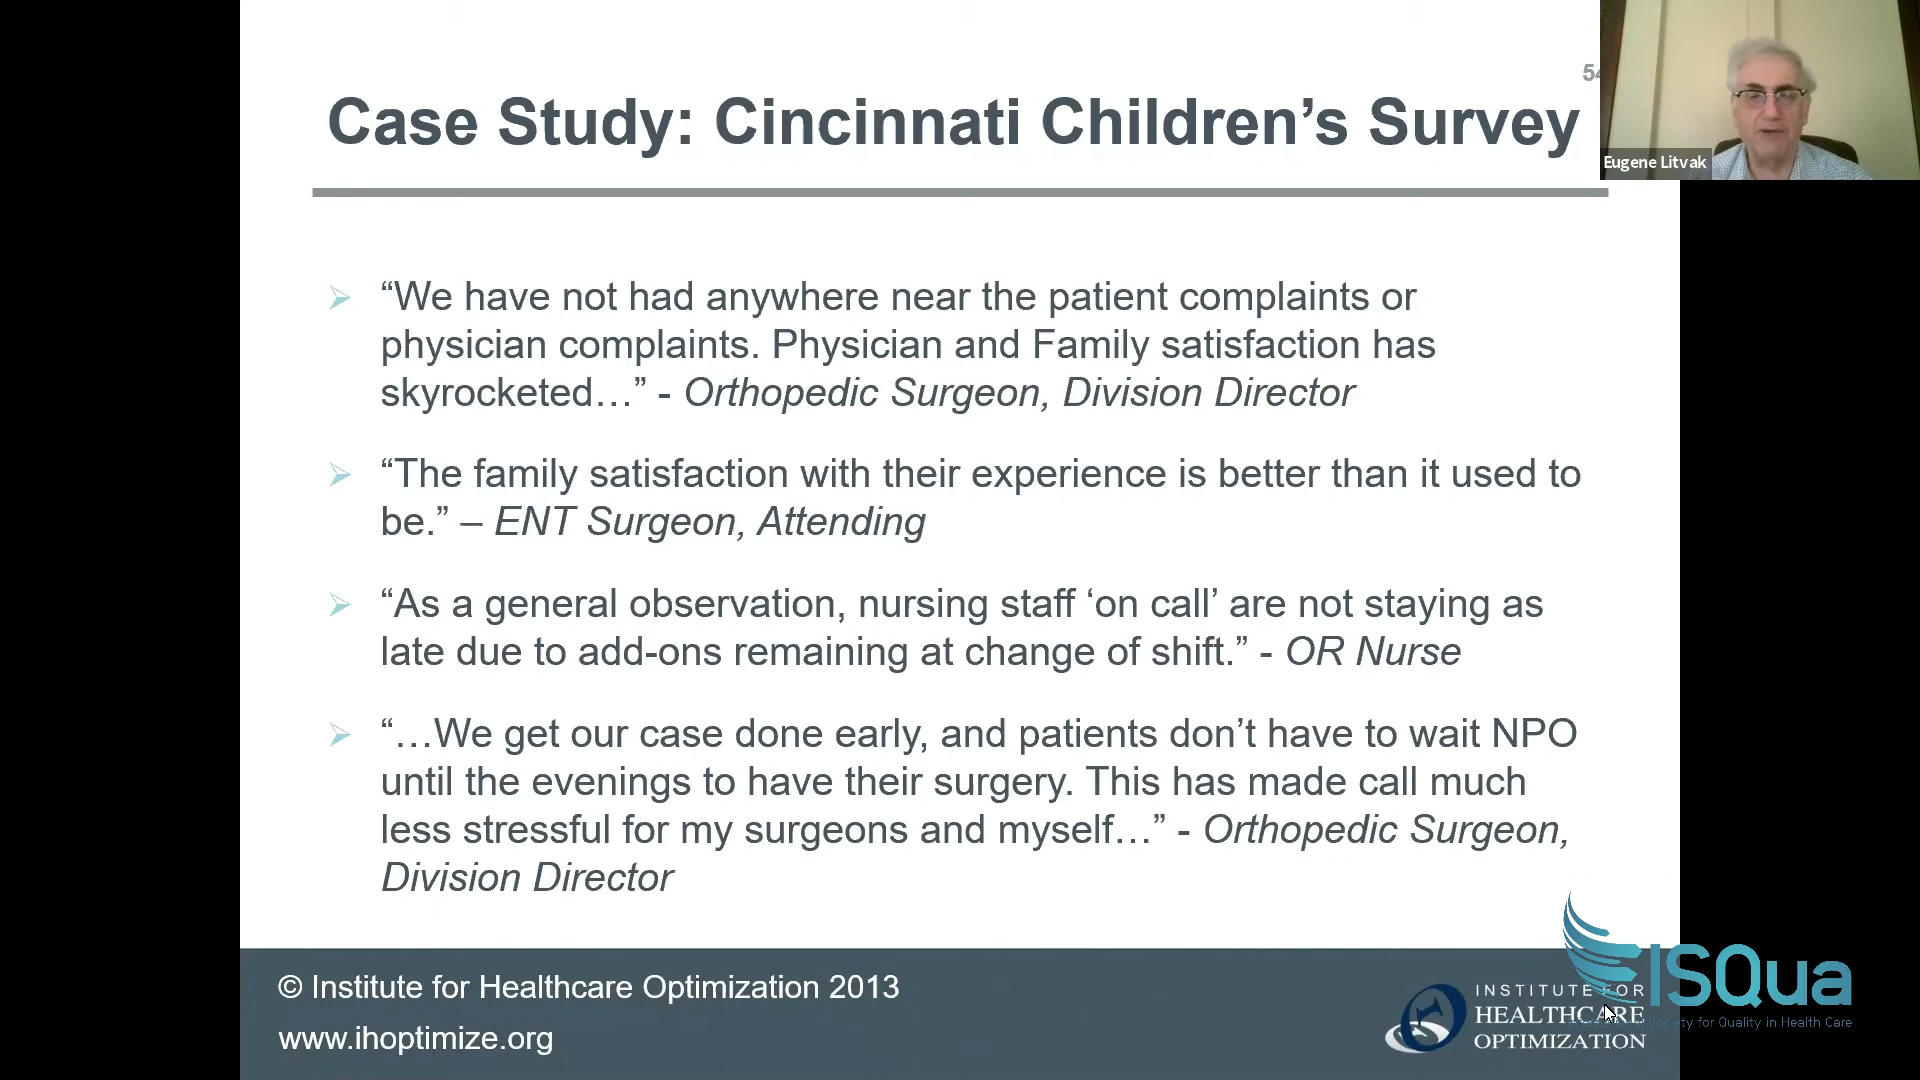 54
Case Study: Cincinnati Children’s Survey
Eugene Litvak
“We have not had anywhere near the patient complaints or
physician complaints. Physician and Family satisfaction has
skyrocketed…” - Orthopedic Surgeon, Division Director
“The family satisfaction with their experience is better than it used to
be.” – ENT Surgeon, Attending
“As a general observation, nursing staff ‘on call’ are not staying as
late due to add-ons remaining at change of shift.” - OR Nurse
“…We get our case done early, and patients don’t have to wait NPO
until the evenings to have their surgery. This has made call much
less stressful for my surgeons and myself…” - Orthopedic Surgeon,
Division Director
© Institute for Healthcare Optimization 2013
www.ihoptimize.org
INSTITUTE FOR
HEALTHCARE
OPTIMIZATION
ISQua
Society for Quality in Health Care